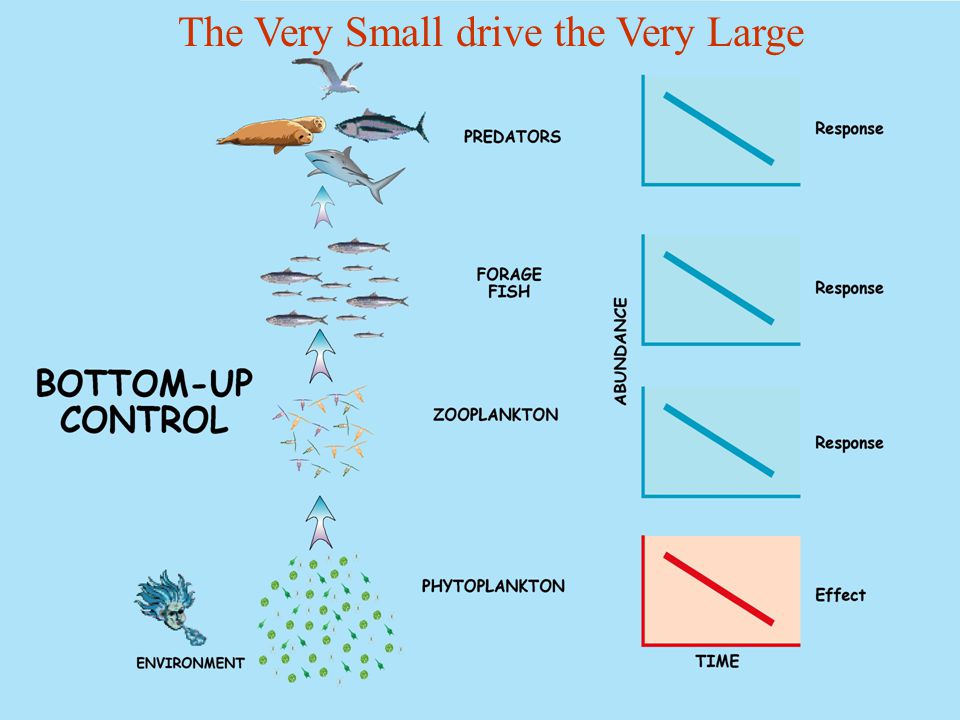 The Very Small drive the Very Large
PREDATORS
Response
FORAGE
FISH
Response
ABUNDANCE
BOTTOM-UP
CONTROL
ZOOPLANKTON
Response
PHYTOPLANKTON
Effect
ENVIRONMENT
TIME